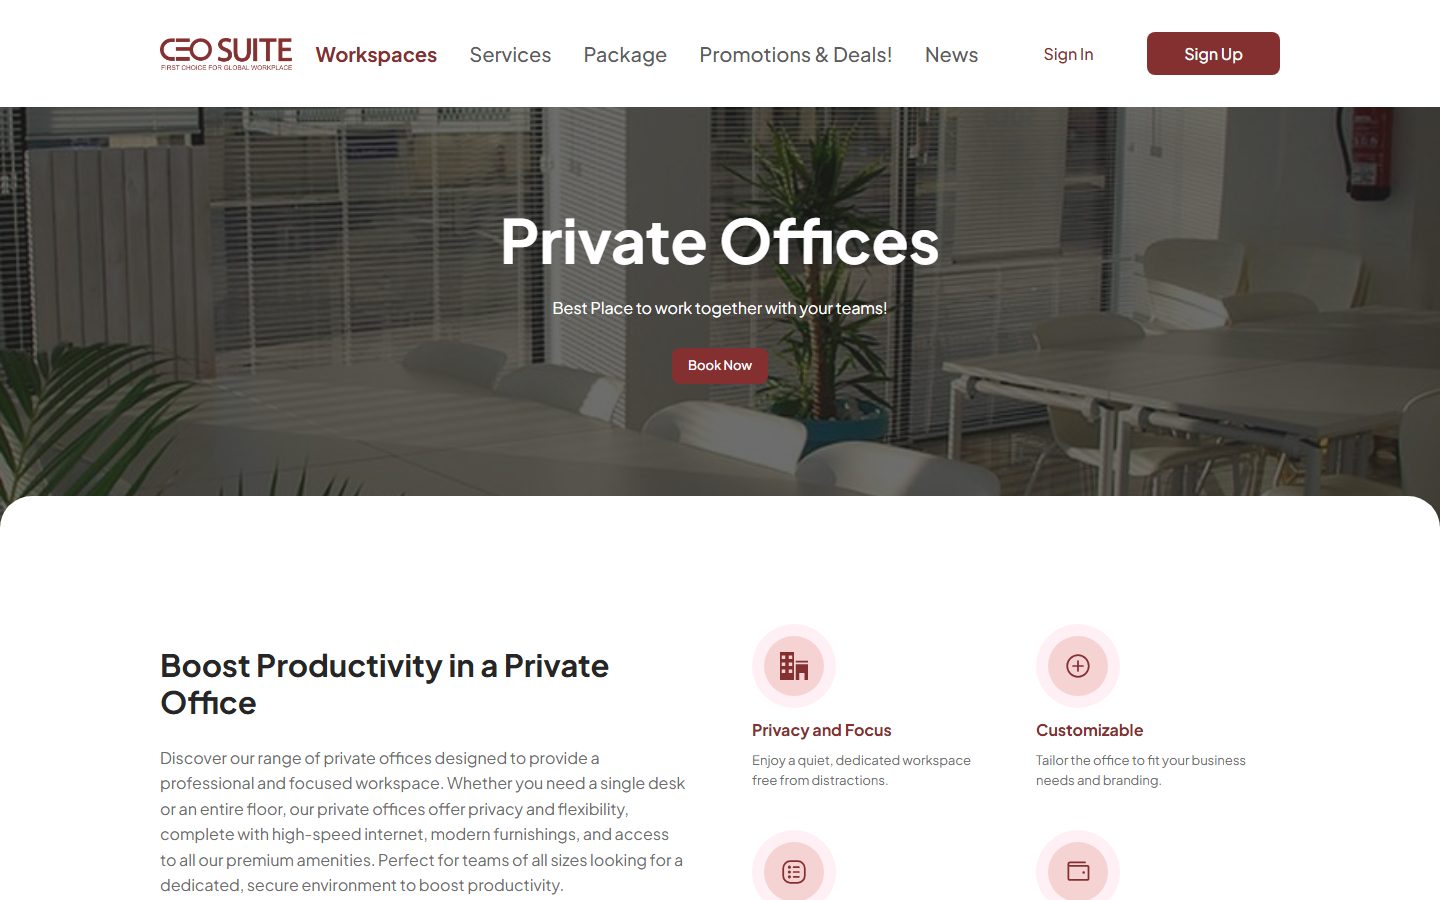 CEO SUITE
FIRST CHOICE FOR GLOBAL WORKPLACE
Workspaces
Services
Package
Promotions & Deals!
News
Sign In
Sign Up
Private Offices
Best Place to work together with your teams!
Book Now
Boost Productivity in a Private
Office
Discover our range of private offices designed to provide a
professional and focused workspace. Whether you need a single desk
or an entire floor, our private offices offer privacy and flexibility,
complete with high-speed internet, modern furnishings, and access
to all our premium amenities. Perfect for teams of all sizes looking for a
dedicated, secure environment to boost productivity.
Privacy and Focus
Enjoy a quiet, dedicated workspace
free from distractions.
Customizable
Tailor the office to fit your business
needs and branding.